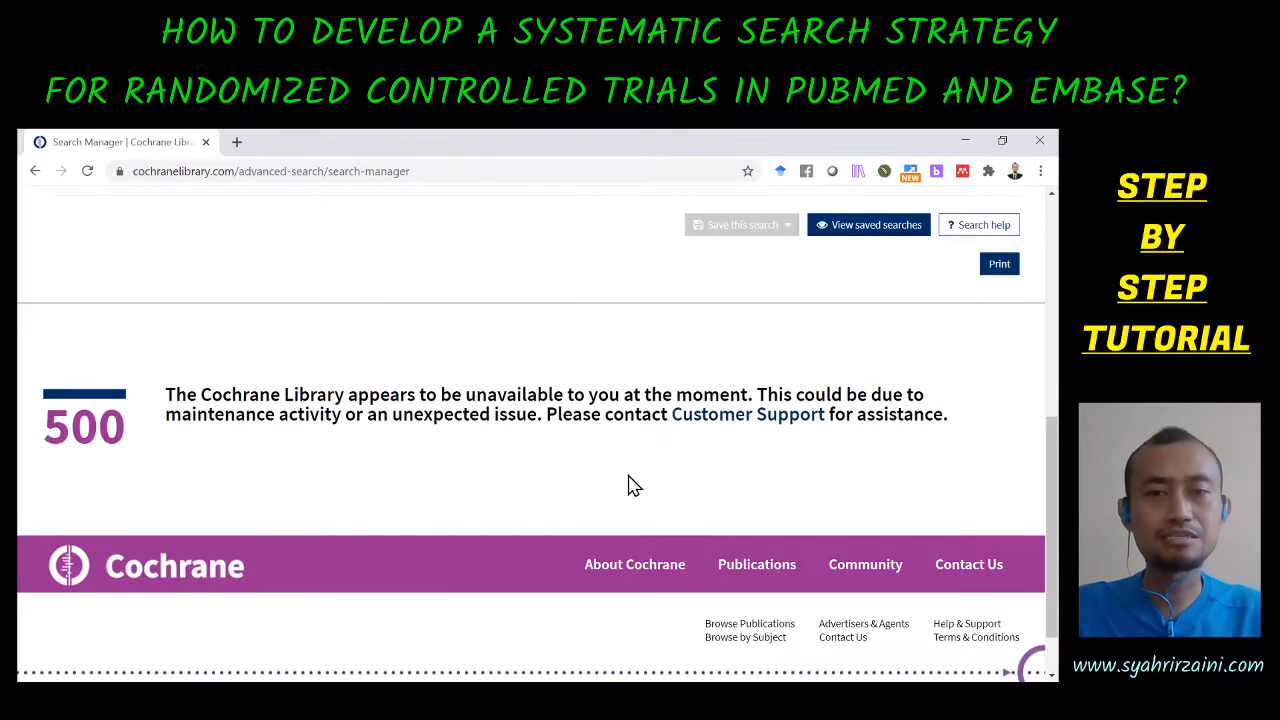 HOW TO DEVELOP A SYSTEMATIC SEARCH STRATEGY
FOR RANDOMIZED CONTROLLED TRIALS IN PUBMED AND EMBASE?
Search Manager | Cochrane Libra
cochranelibrary.com/advanced-search/search-manager
NEW
b
Save this search
View saved searches
? Search help
Print
500
The Cochrane Library appears to be unavailable to you at the moment. This could be due to
maintenance activity or an unexpected issue. Please contact Customer Support for assistance.
Cochrane
About Cochrane
Publications
Community
Contact Us
Browse Publications
Advertisers & Agents
Help & Support
Browse by Subject
Contact Us
Terms & Conditions
STEP
BY
STEP
TUTORIAL
www.syahrirzaini.com